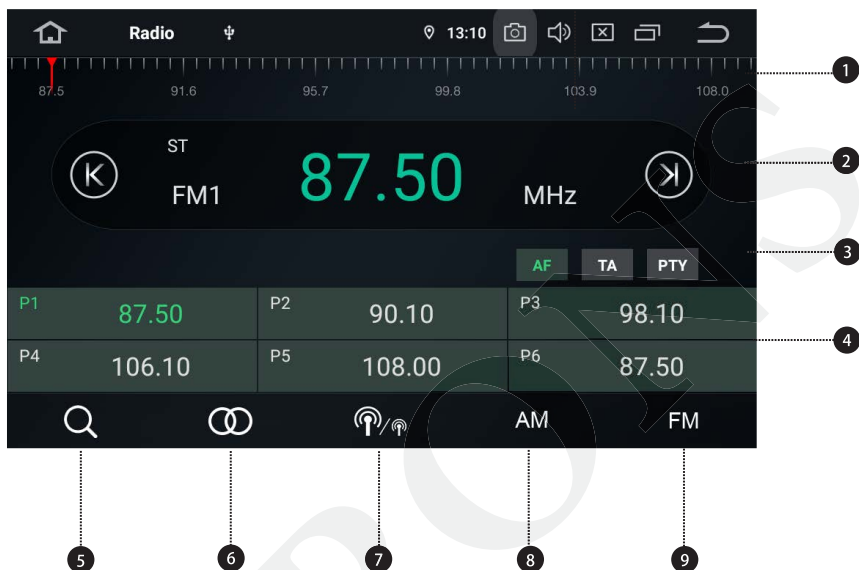 Radio 13:10
87.5 91.6 95.7 99.8 103.9 108.0
1
ST
FM1 87.50 MHz
2
AF TA PTY
3
P1 87.50 P2 90.10 P3 98.10
4
P4 106.10 P5 108.00 P6 87.50
AM FM
5 6 7 8 9